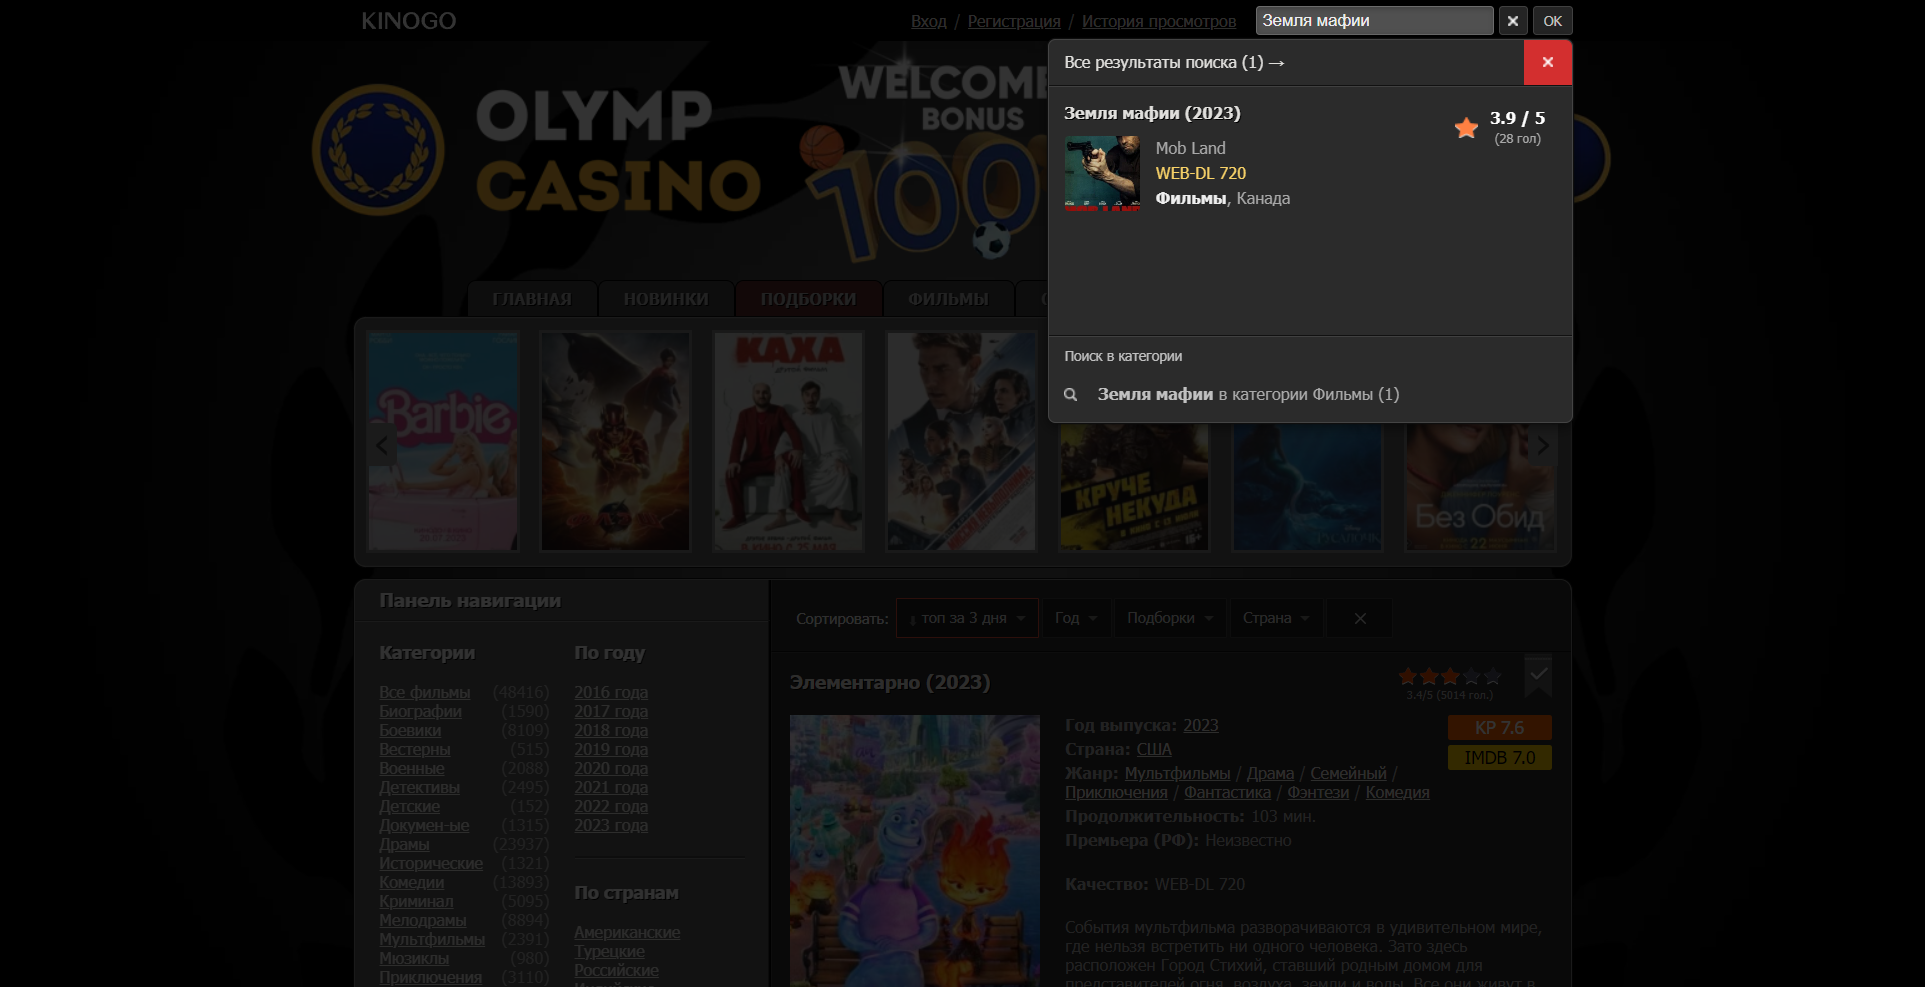 KINOGO
Вход / Регистрация / История просмотров
Земля мафии
OK
Все результаты поиска (1) →
Земля мафии (2023)
3.9 / 5
(28 гол)
Mob Land
WEB-DL 720
Фильмы, Канада
Поиск в категории
Земля мафии в категории Фильмы (1)
OLYMP
CASINO
WELCOME
BONUS
100
ГЛАВНАЯ
НОВИНКИ
ПОДБОРКИ
ФИЛЬМЫ
Barbie
КАХА
КРУЧЕ
НЕКУДА
Без Обид
Панель навигации
Категории
Все фильмы (48416)
Биографии (1590)
Боевики (8109)
Вестерны (515)
Военные (2088)
Детективы (2495)
Детские (152)
Докумен-ые (1315)
Драмы (23937)
Исторические (1321)
Комедии (13893)
Криминал (5095)
Мелодрамы (8894)
Мультфильмы (2391)
Мюзиклы (980)
Приключения (3110)
По году
2016 года
2017 года
2018 года
2019 года
2020 года
2021 года
2022 года
2023 года
По странам
Американские
Турецкие
Российские
Сортировать: ↓ топ за 3 дня
Год
Подборки
Страна
Элементарно (2023)
3.4/5 (5014 гол.)
Год выпуска: 2023
KP 7.6
Страна: США
IMDB 7.0
Жанр: Мультфильмы / Драма / Семейный /
Приключения / Фантастика / Фэнтези / Комедия
Продолжительность: 103 мин.
Премьера (РФ): Неизвестно
Качество: WEB-DL 720
События мультфильма разворачиваются в удивительном мире,
где нельзя встретить ни одного человека. Зато здесь
расположен Город Стихий, ставший родным домом для
представителей огня, воздуха, земли и воды. Все они живут в